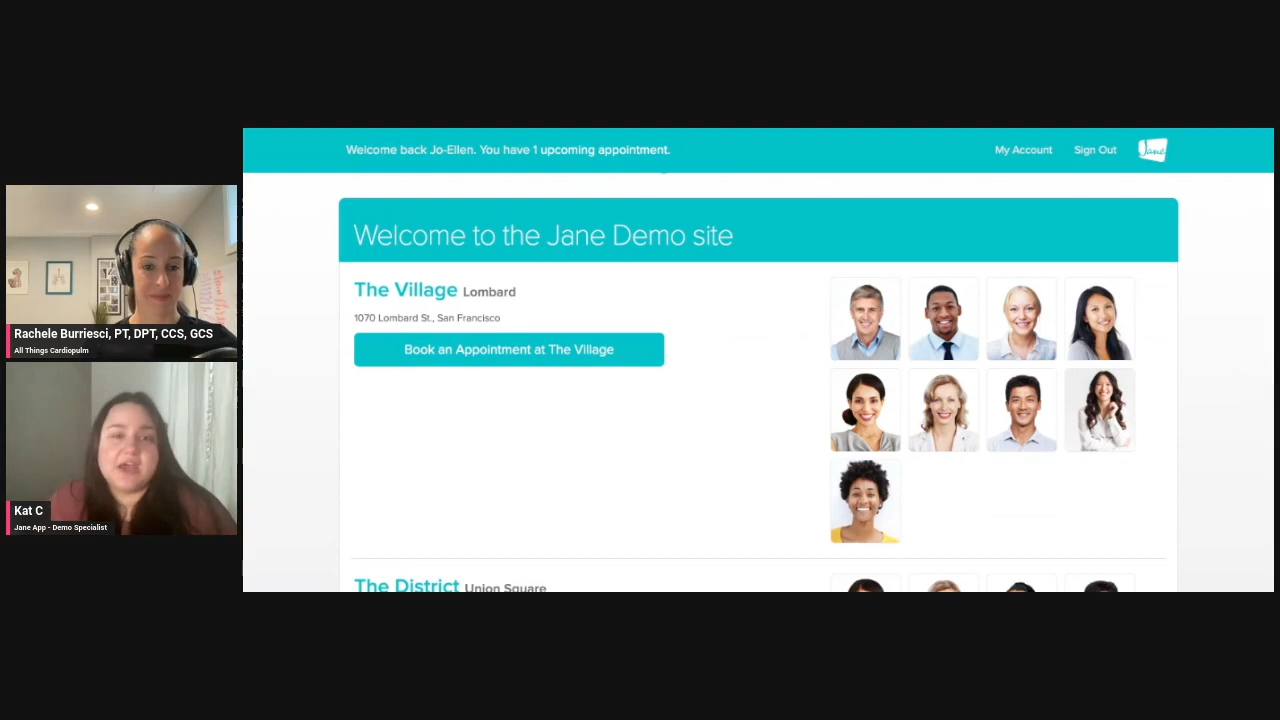 Welcome back Jo-Ellen. You have 1 upcoming appointment.
My Account
Sign Out
Jane
Welcome to the Jane Demo site
The Village Lombard
1070 Lombard St., San Francisco
Book an Appointment at The Village
The District Union Square
Rachele Burriesci, PT, DPT, CCS, GCS
All Things Cardiopulm
Kat C
Jane App - Demo Specialist